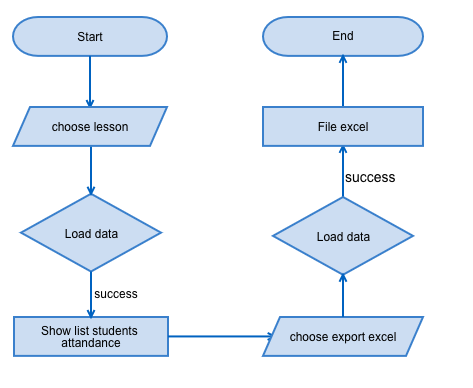 Start
choose lesson
Load data
success
Show list students
attandance
choose export excel
Load data
success
File excel
End